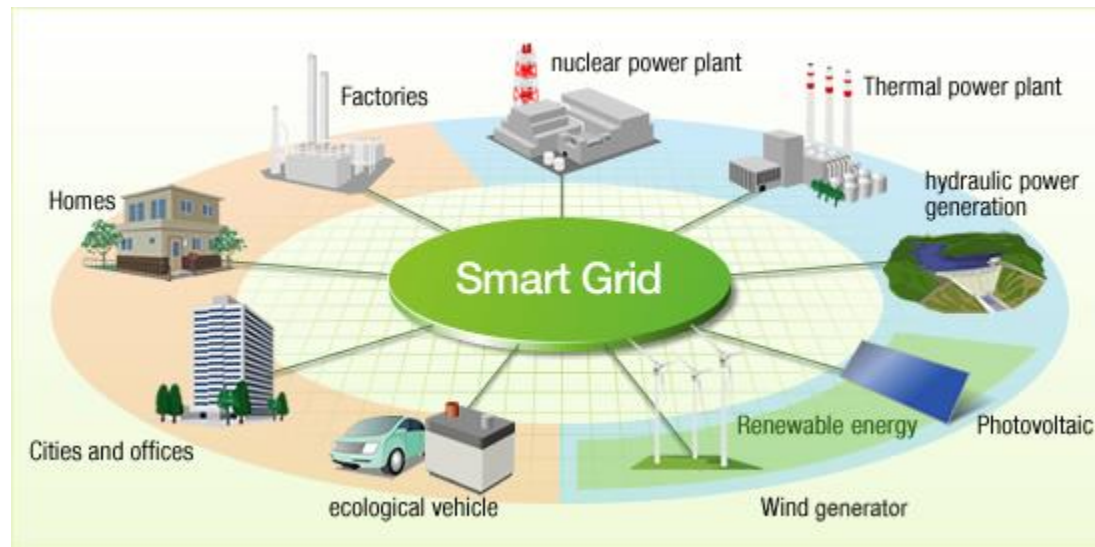 nuclear power plant
Thermal power plant
Factories
hydraulic power
generation
Homes
Smart Grid
Renewable energy
Photovoltaic
Cities and offices
ecological vehicle
Wind generator